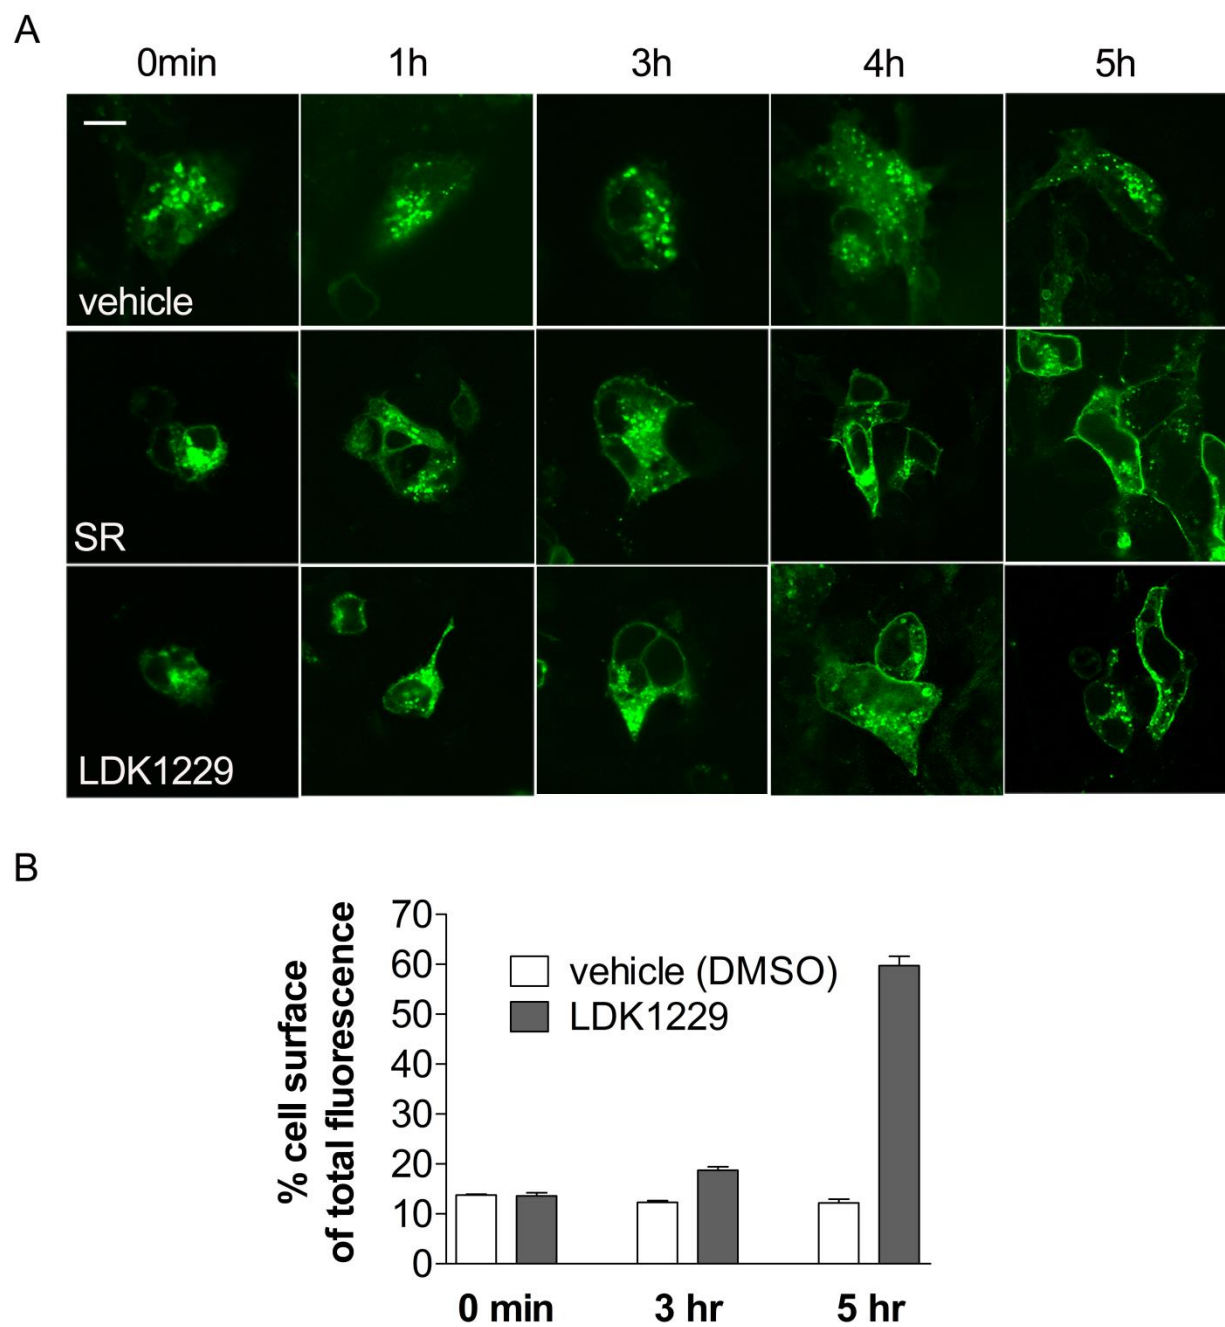 A
0min 1h 3h 4h 5h
vehicle
SR
LDK1229
B
% cell surface
of total fluorescence
70
60
50
40
30
20
10
0
vehicle (DMSO)
LDK1229
0 min 3 hr 5 hr